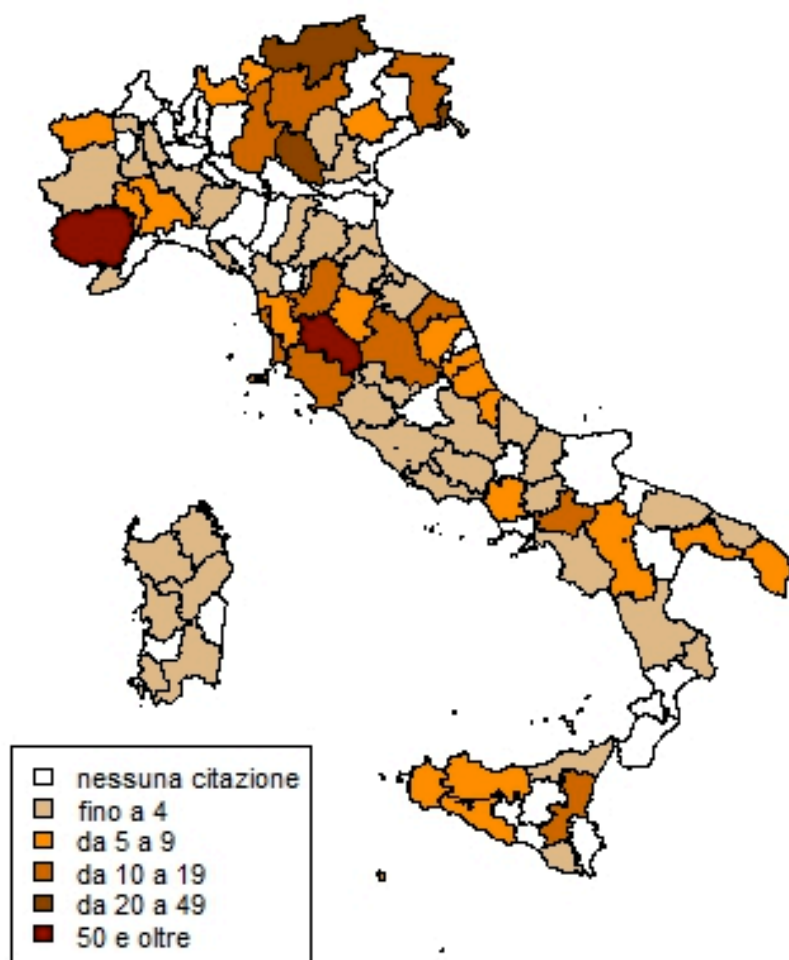 nessuna citazione
fino a 4
da 5 a 9
da 10 a 19
da 20 a 49
50 e oltre